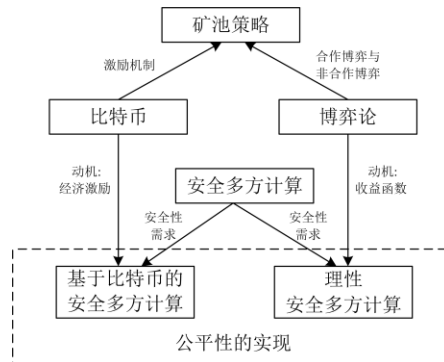 矿池策略
激励机制
合作博弈与
非合作博弈
比特币
博弈论
动机:
经济激励
动机:
收益函数
安全多方计算
安全性
需求
安全性
需求
基于比特币的
安全多方计算
理性
安全多方计算
公平性的实现